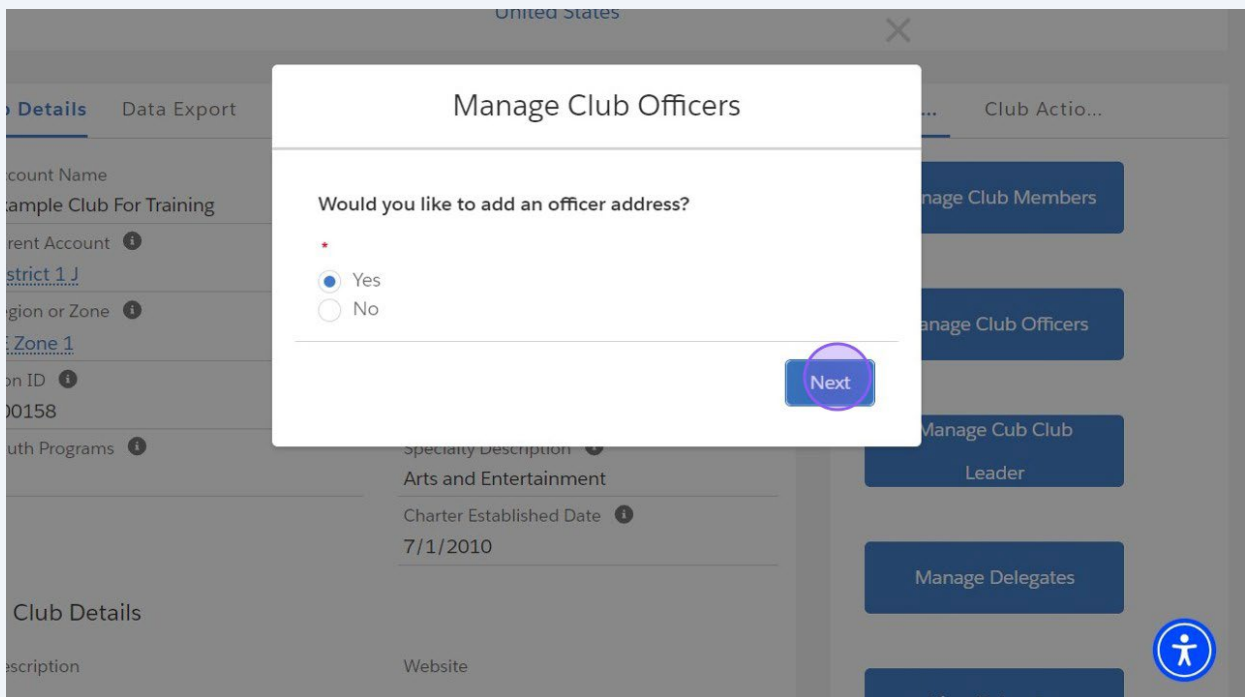 United States
Details
Data Export
Manage Club Officers
...
Club Actio...
count Name
ample Club For Training
Would you like to add an officer address?
*
Yes
No
Next
rent Account
strict 1 J
gion or Zone
Zone 1
on ID
00158
uth Programs
Specialty Description
Arts and Entertainment
Charter Established Date
7/1/2010
Club Details
escription
Website
nage Club Members
anage Club Officers
Manage Cub Club
Leader
Manage Delegates